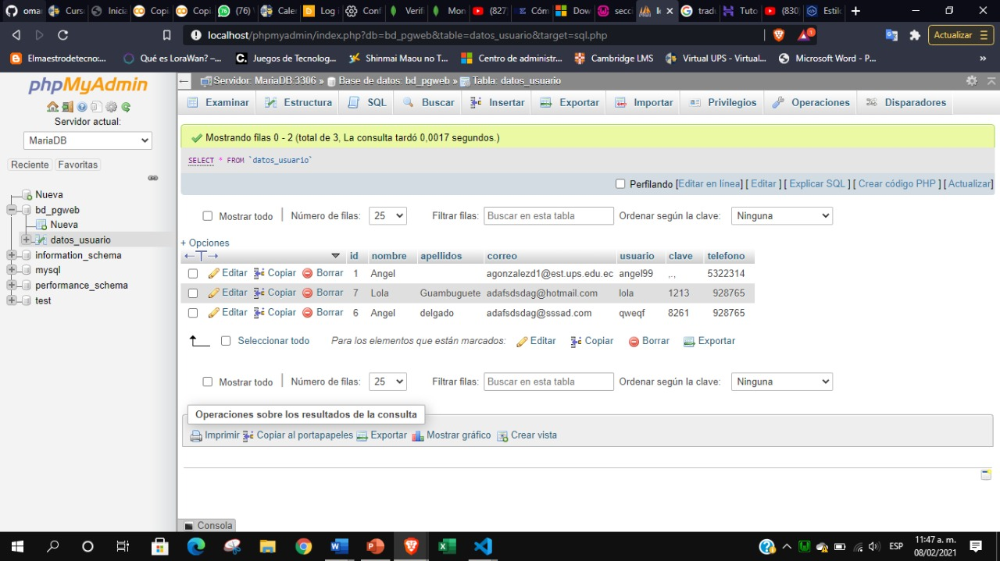 omar Curso Inicia Copi Copi (76) Caler Log Conf Verifi Mon (827) Cóm Dow secc lo trad Tuto (830) Estilo
localhost/phpmyadmin/index.php?db=bd_pgweb&table=datos_usuario&target=sql.php Actualizar
Elmaestrodetecno:... Qué es LoraWan? –... Juegos de Tecnolog... Shinmai Maou no T... Centro de administr... Cambridge LMS Virtual UPS - Virtual... Microsoft Word - P... »
phpMyAdmin
Servidor actual:
MariaDB
Reciente Favoritas
Nueva
bd_pgweb
Nueva
datos_usuario
information_schema
mysql
performance_schema
test
Servidor: MariaDB:3306 » Base de datos: bd_pgweb » Tabla: datos_usuario
Examinar Estructura SQL Buscar Insertar Exportar Importar Privilegios Operaciones Disparadores
Mostrando filas 0 - 2 (total de 3, La consulta tardó 0,0017 segundos.)
SELECT * FROM `datos_usuario`
Perfilando [Editar en línea] [ Editar ] [ Explicar SQL ] [ Crear código PHP ] [ Actualizar]
Mostrar todo | Número de filas: 25 Filtrar filas: Buscar en esta tabla Ordenar según la clave: Ninguna
+ Opciones
←T→ id nombre apellidos correo usuario clave telefono
Editar Copiar Borrar 1 Angel agonzalezd1@est.ups.edu.ec angel99 ,.-, 5322314
Editar Copiar Borrar 7 Lola Guambuguete adafsdsdag@hotmail.com lola 1213 928765
Editar Copiar Borrar 6 Angel delgado adafsdsdag@sssad.com qweqf 8261 928765
Seleccionar todo Para los elementos que están marcados: Editar Copiar Borrar Exportar
Mostrar todo | Número de filas: 25 Filtrar filas: Buscar en esta tabla Ordenar según la clave: Ninguna
Operaciones sobre los resultados de la consulta
Imprimir Copiar al portapapeles Exportar Mostrar gráfico Crear vista
Consola
ESP 11:47 a. m.
08/02/2021